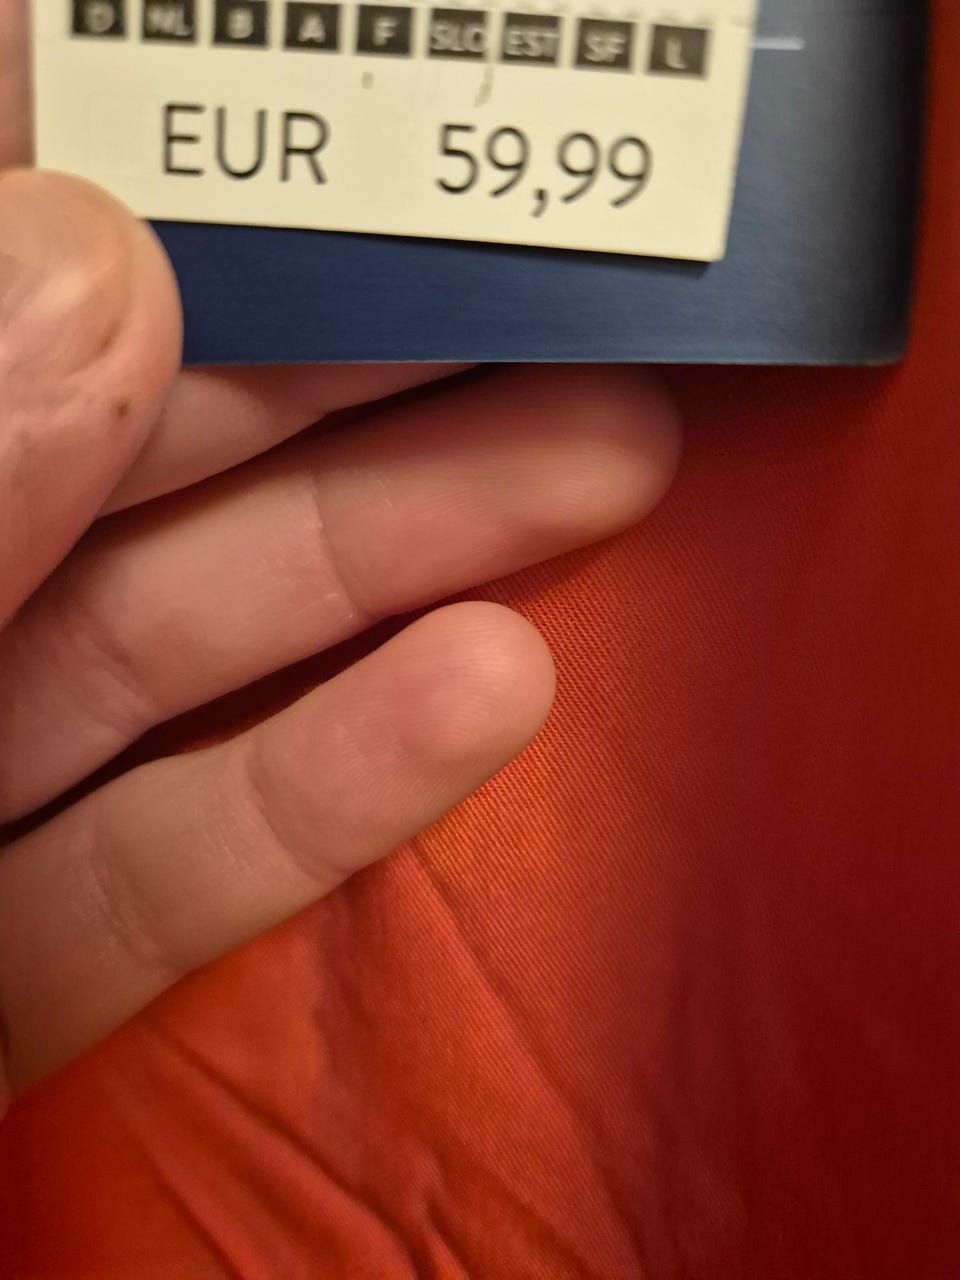 D NL B A F SLO EST SF L
EUR 59,99